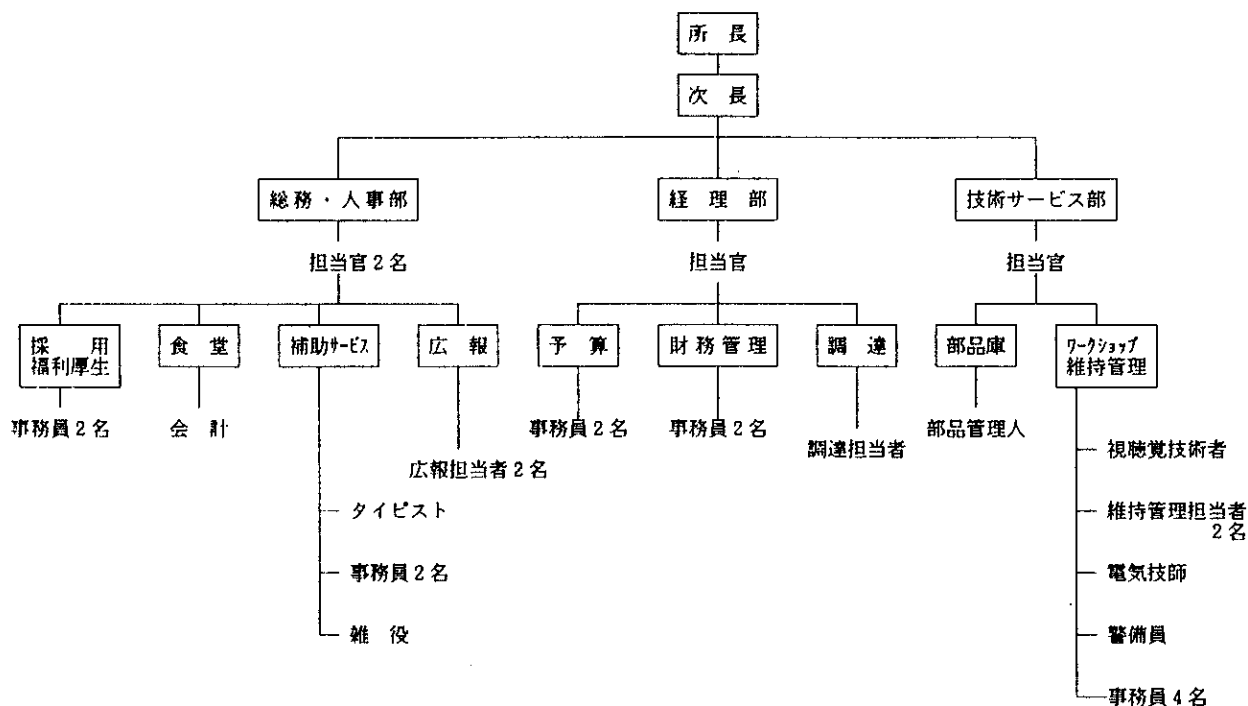 所長
次長
総務・人事部
経理部
技術サービス部
担当官2名
担当官
担当官
採用
福利厚生
食堂
補助サービス
広報
予算
財務管理
調達
部品庫
ワークショップ
維持管理
事務員2名
会計
広報担当者2名
事務員2名
事務員2名
調達担当者
部品管理人
タイピスト
事務員2名
雑役
視聴覚技術者
維持管理担当者
2名
電気技師
警備員
事務員4名